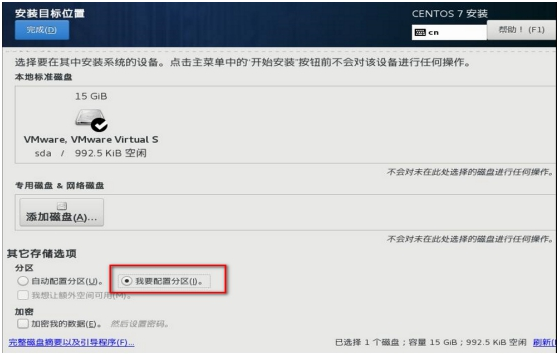 安装目标位置
CENTOS 7 安装
完成(D)
cn
帮助！(F1)
选择要在其中安装系统的设备。点击主菜单中的"开始安装"按钮前不会对该设备进行任何操作。
本地标准磁盘
15 GiB
VMware, VMware Virtual S
sda / 992.5 KiB 空闲
不会对未在此处选择的磁盘进行任何操作。
专用磁盘 & 网络磁盘
添加磁盘(A)...
不会对未在此处选择的磁盘进行任何操作。
其它存储选项
分区
自动配置分区(U)。
我要配置分区(I)。
我想让额外空间可用(M)。
加密
加密我的数据(E)。 然后设置密码。
完整磁盘摘要以及引导程序(F)...
已选择 1 个磁盘；容量 15 GiB；992.5 KiB 空闲 刷新(